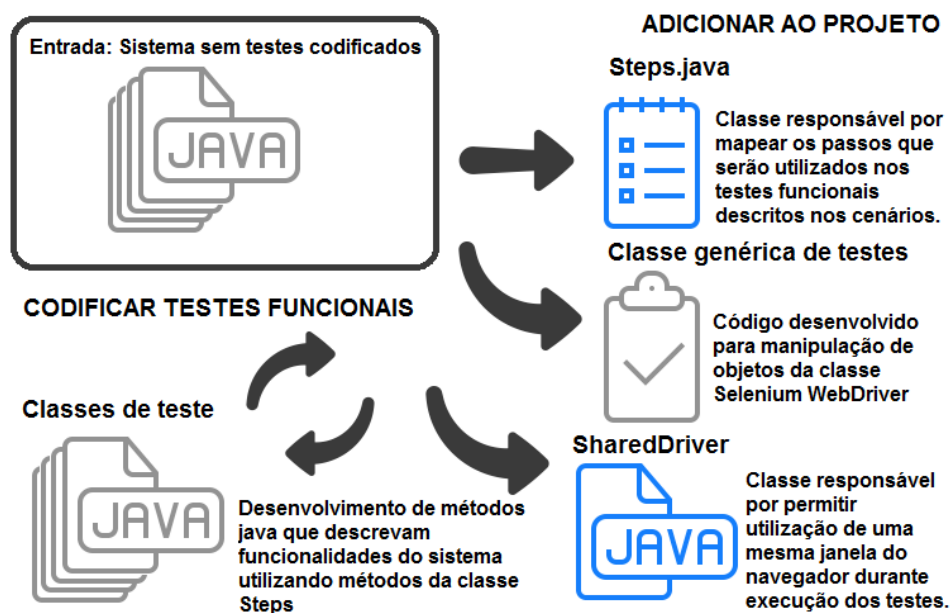 Entrada: Sistema sem testes codificados
JAVA
CODIFICAR TESTES FUNCIONAIS
Classes de teste
JAVA
Desenvolvimento de métodos
java que descrevam
funcionalidades do sistema
utilizando métodos da classe
Steps
ADICIONAR AO PROJETO
Steps.java
Classe responsável por
mapear os passos que
serão utilizados nos
testes funcionais
descritos nos cenários.
Classe genérica de testes
Código desenvolvido
para manipulação de
objetos da classe
Selenium WebDriver
SharedDriver
JAVA
Classe responsável
por permitir
utilização de uma
mesma janela do
navegador durante
execução dos testes.